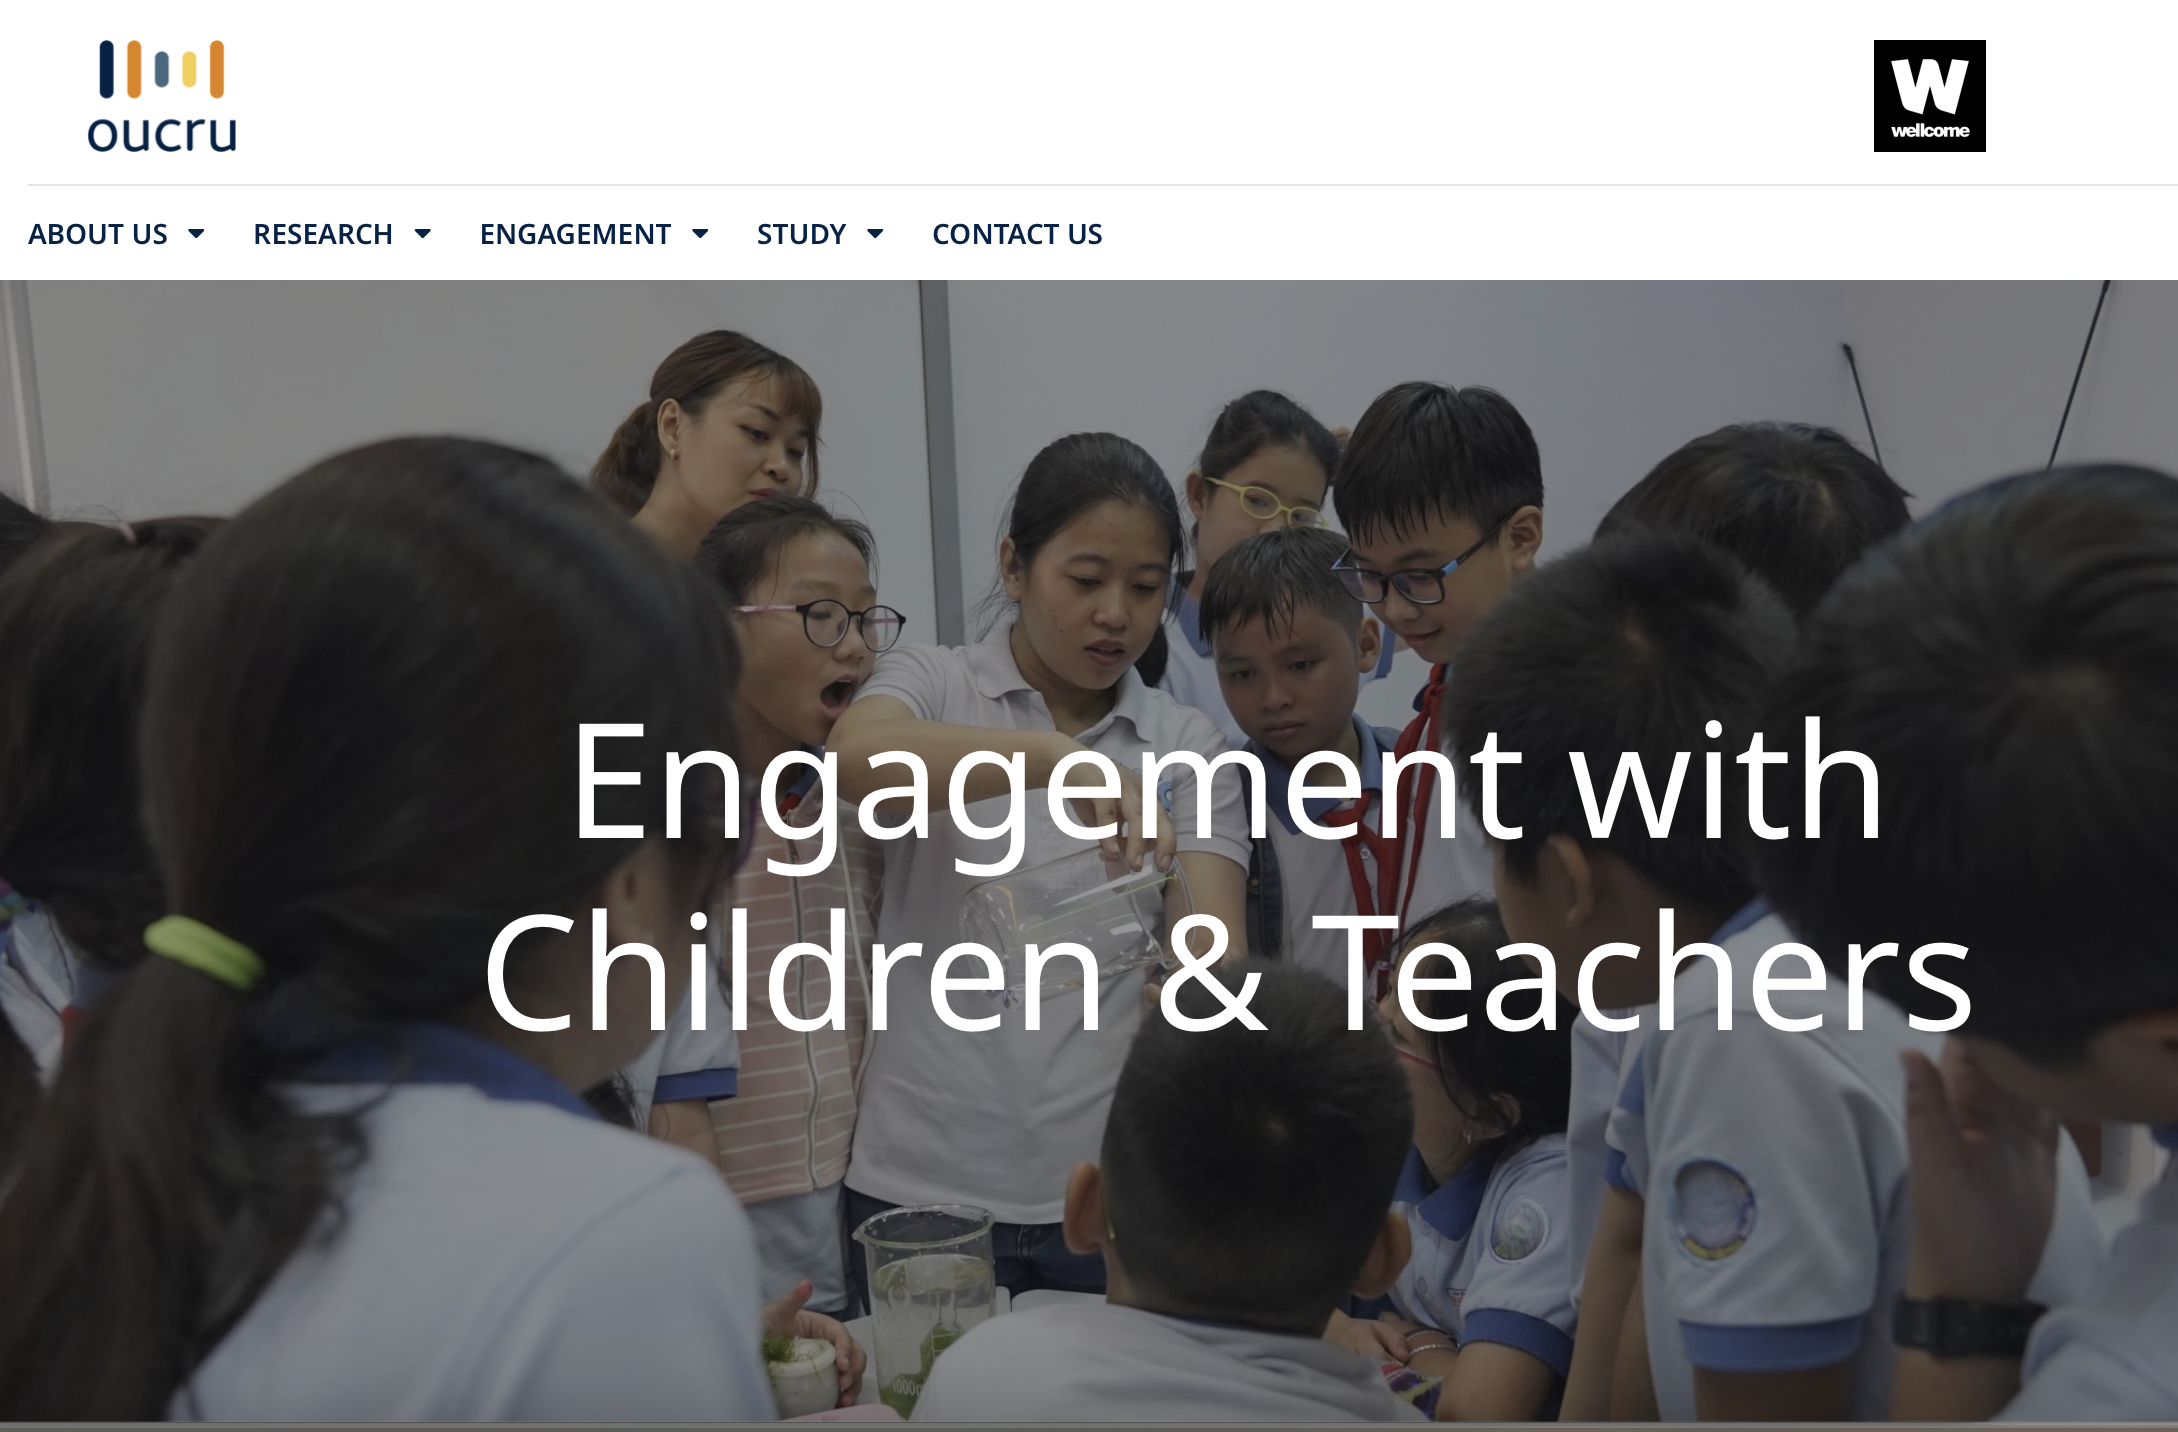 oucru
W
wellcome
ABOUT US RESEARCH ENGAGEMENT STUDY CONTACT US
Engagement with
Children & Teachers